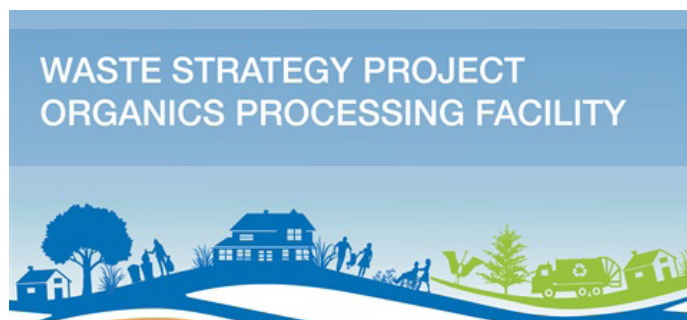 WASTE STRATEGY PROJECT
ORGANICS PROCESSING FACILITY